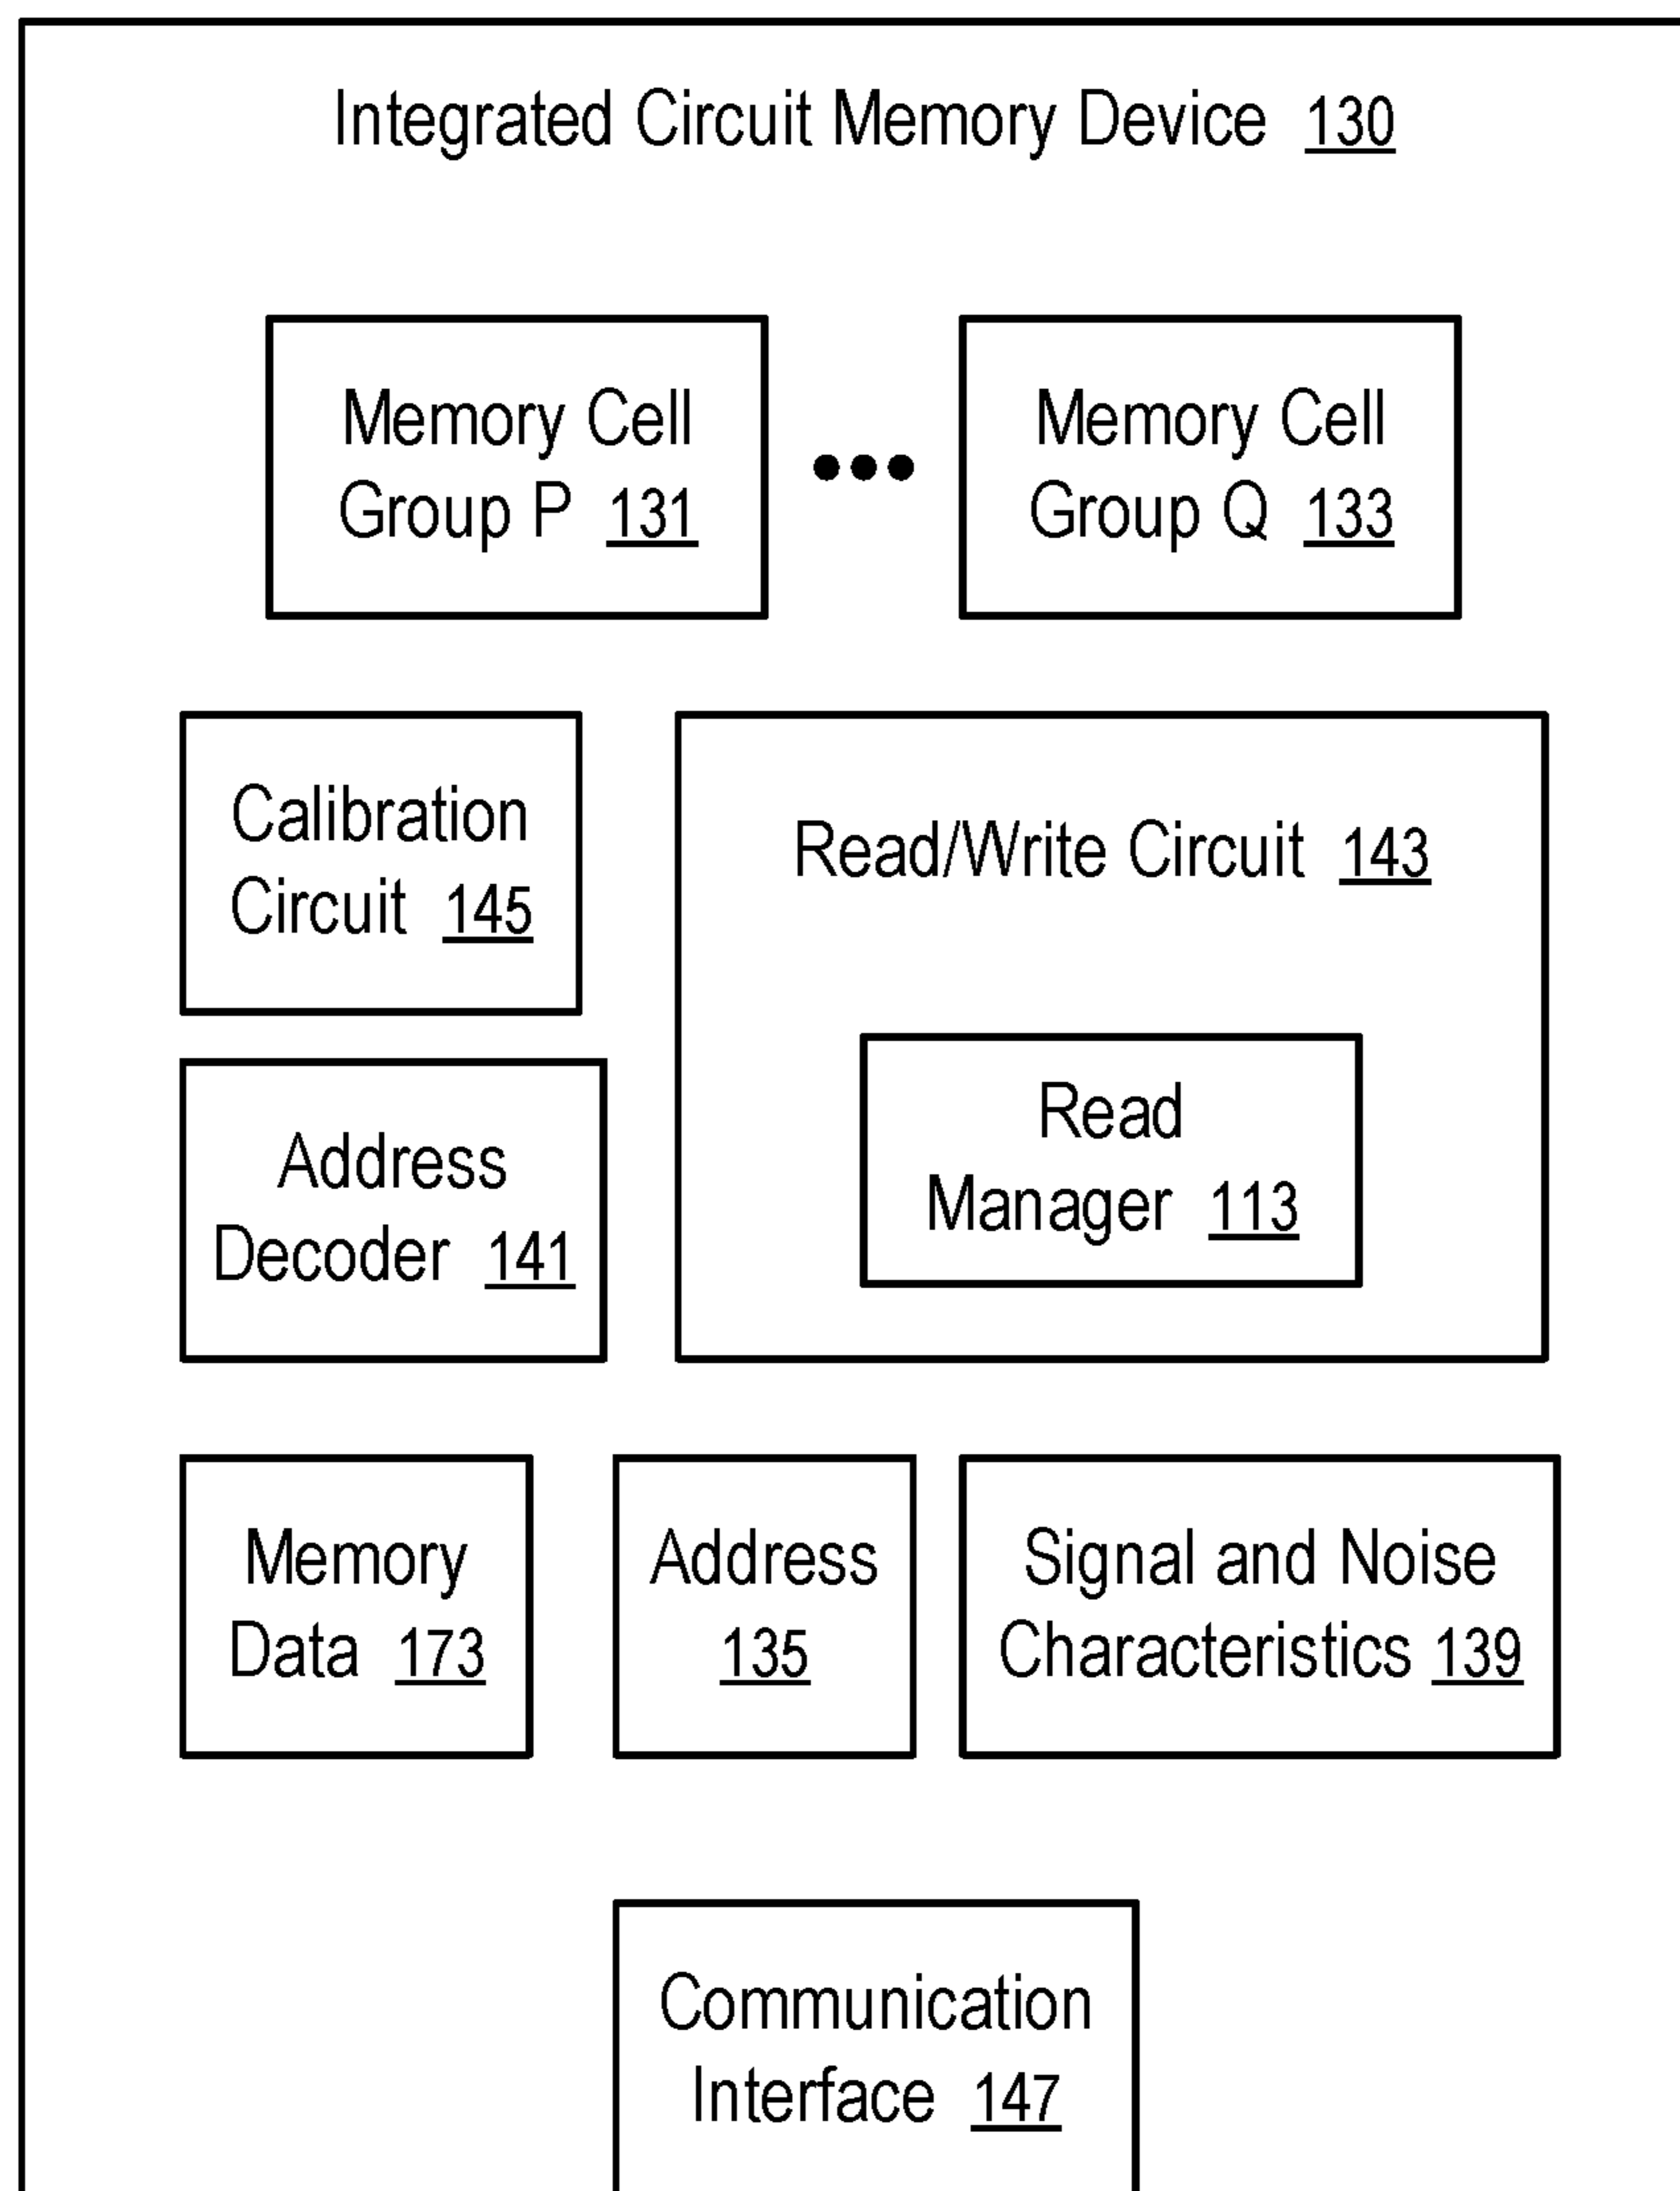 Integrated Circuit Memory Device 130
Memory Cell
Group P 131
Memory Cell
Group Q 133
Calibration
Circuit 145
Read/Write Circuit 143
Read
Manager 113
Address
Decoder 141
Memory
Data 173
Address
135
Signal and Noise
Characteristics 139
Communication
Interface 147